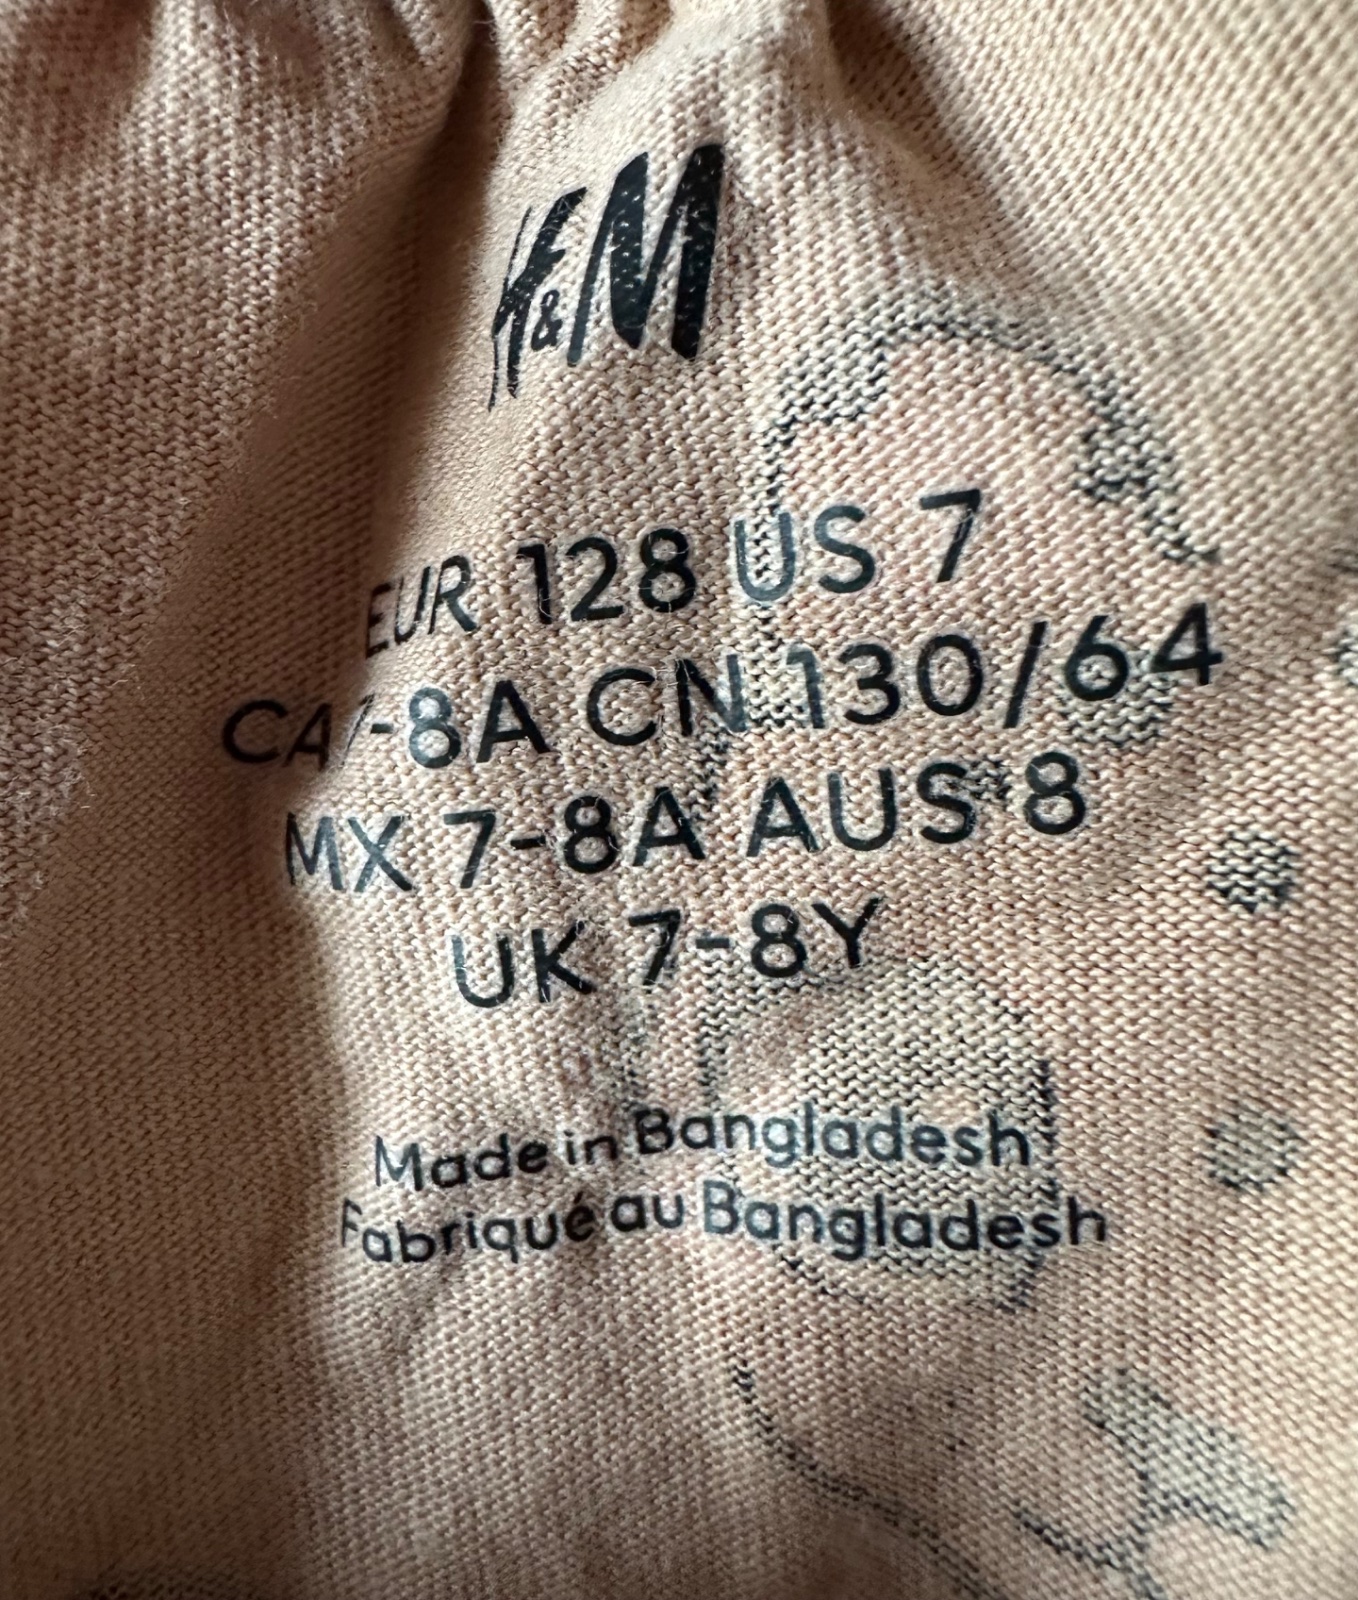 H&M
EUR 128 US 7
CA 7-8A CN 130/64
MX 7-8A AUS 8
UK 7-8Y
Made in Bangladesh
Fabriqué au Bangladesh